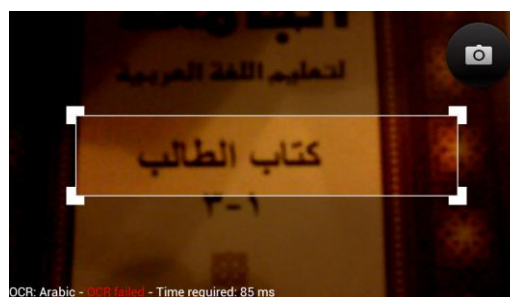 لتعليم اللغة العربية
كتاب الطالب
١-٣
OCR: Arabic - OCR failed - Time required: 85 ms